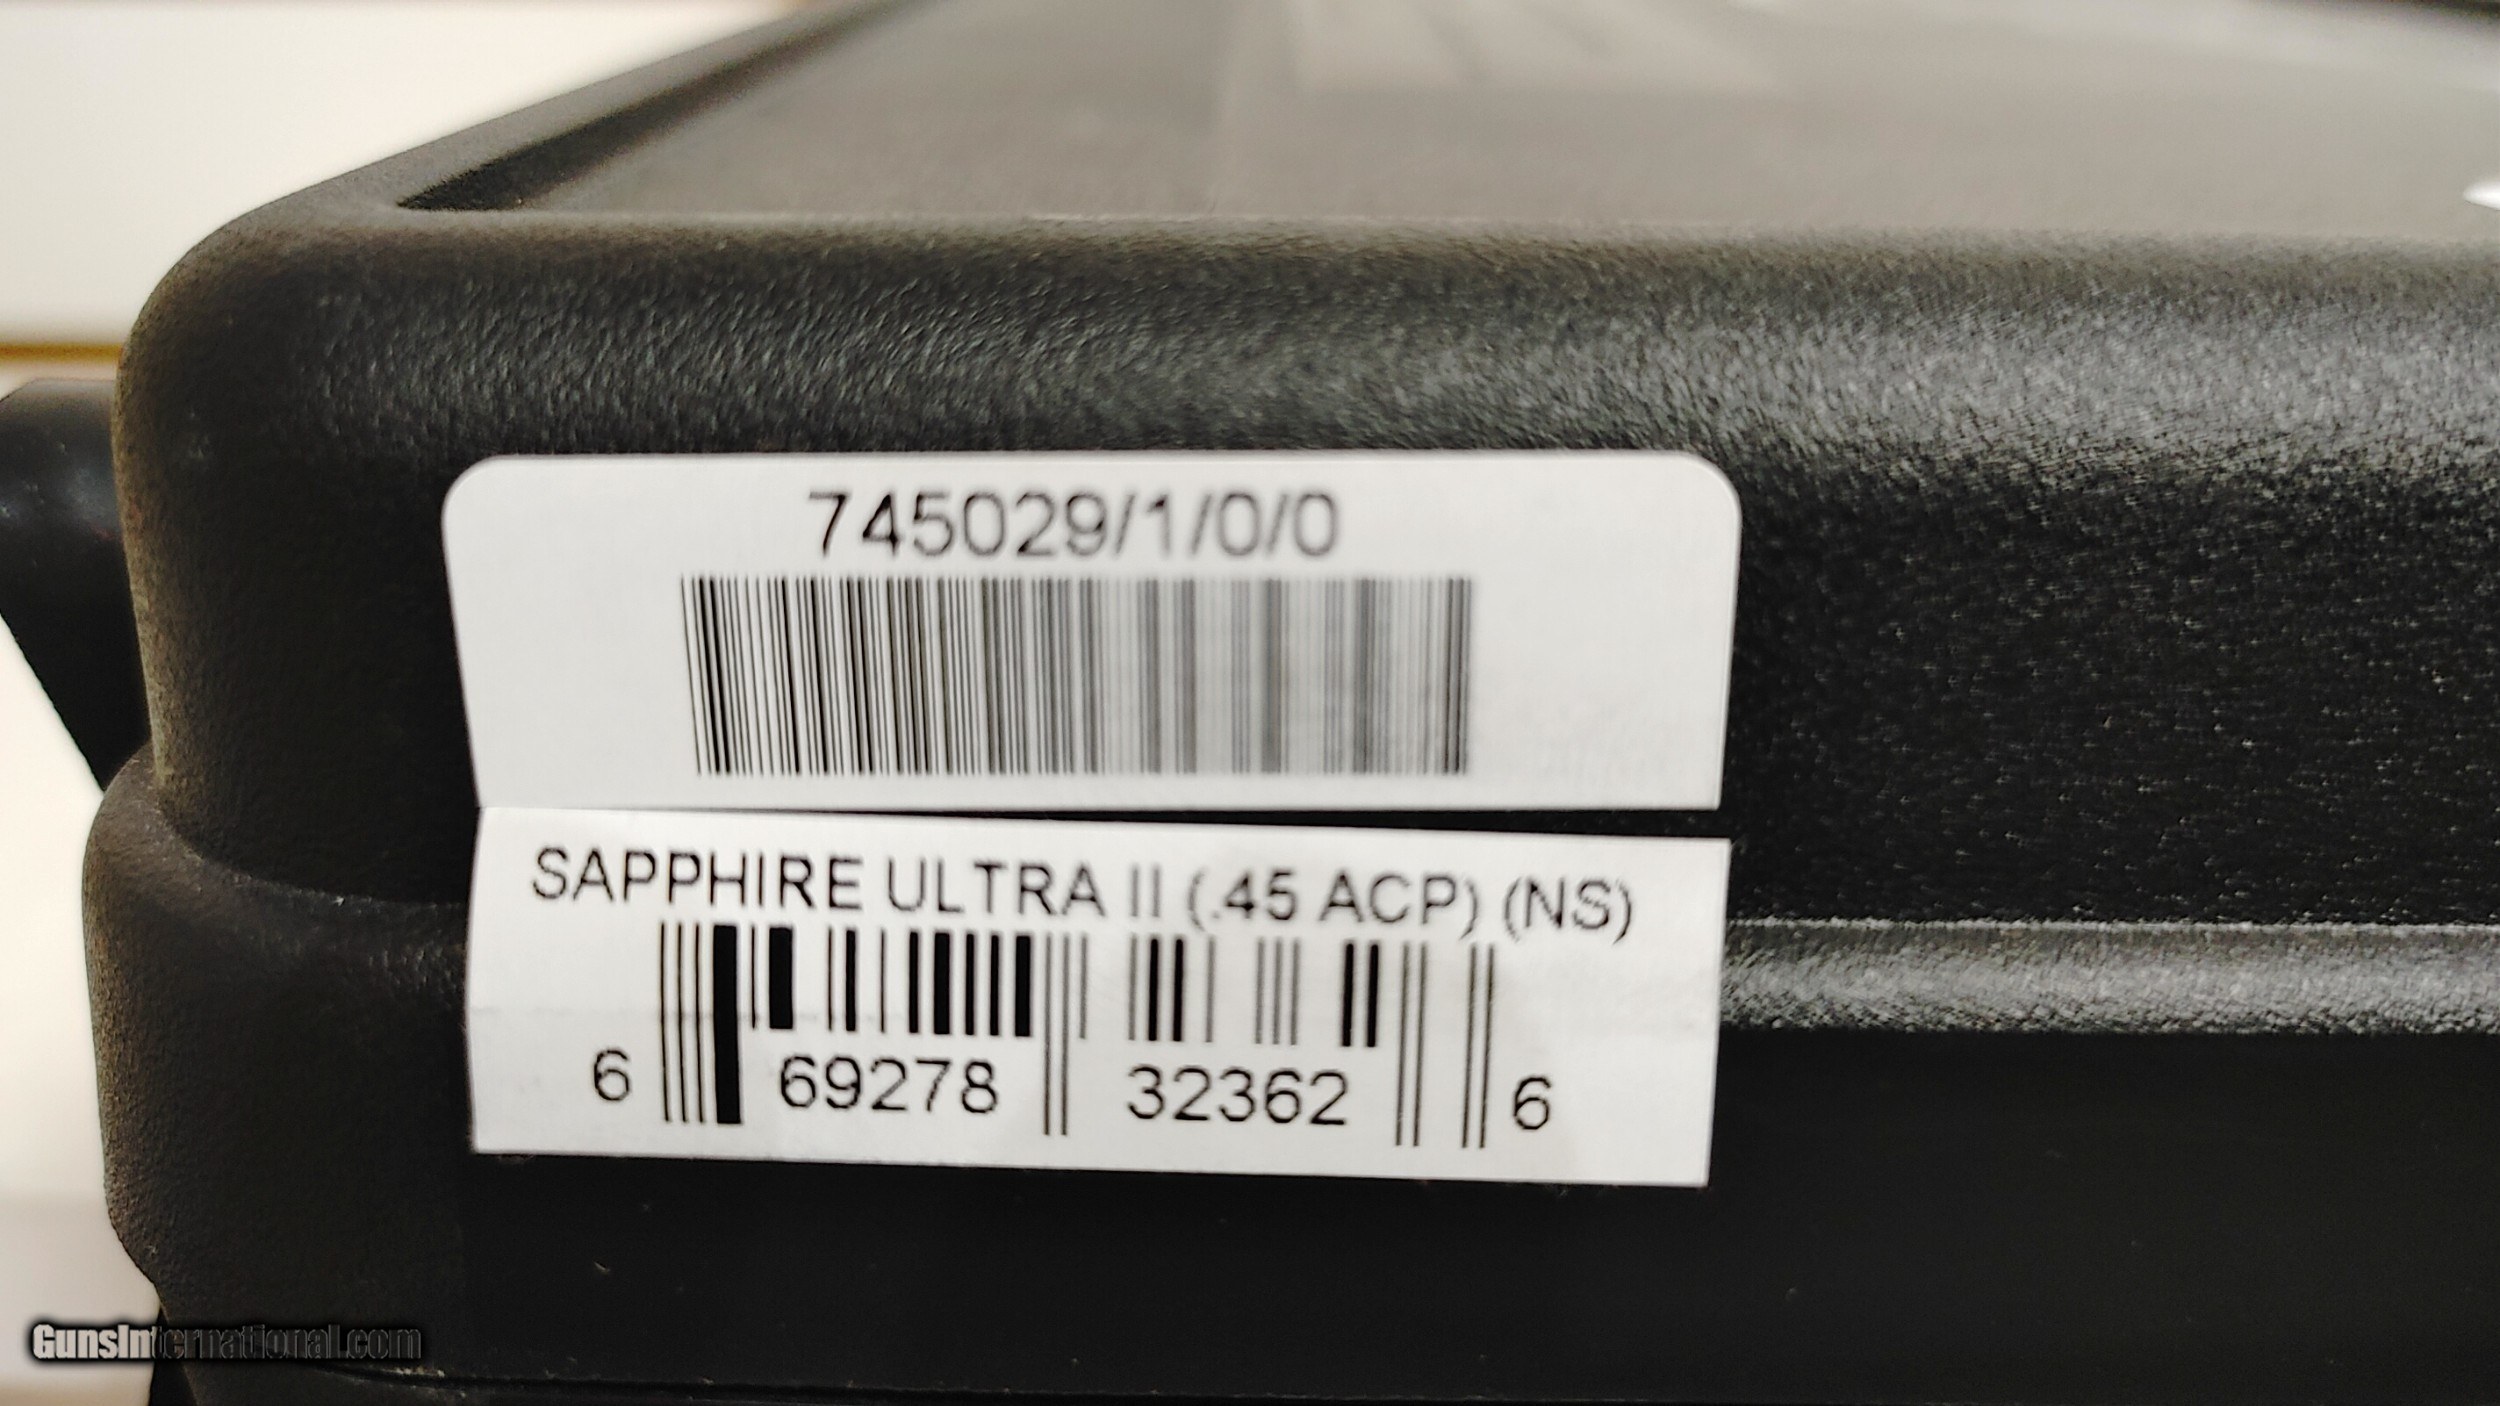 745029/1/0/0
SAPPHIRE ULTRA II (.45 ACP) (NS)
6 69278 32362 6
GunsInternational.com